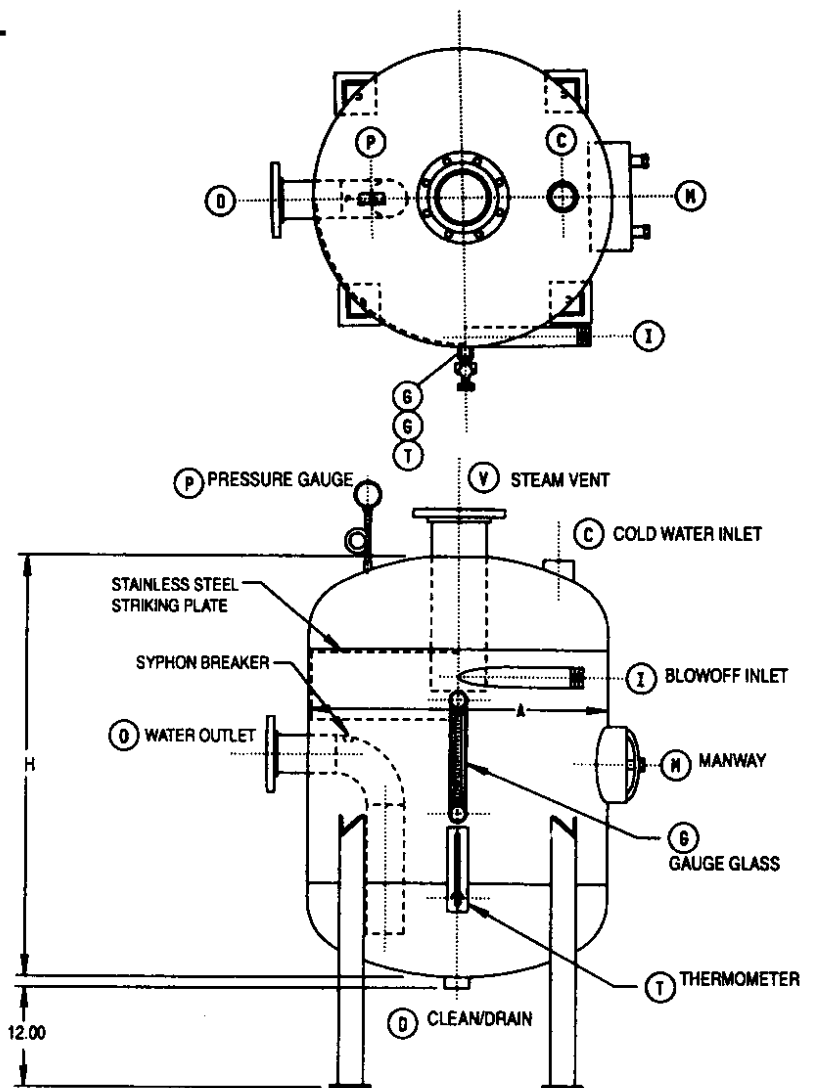 P
C
O
M
I
G
G
T
P PRESSURE GAUGE
V STEAM VENT
C COLD WATER INLET
STAINLESS STEEL
STRIKING PLATE
SYPHON BREAKER
I BLOWOFF INLET
A
O WATER OUTLET
H
M MANWAY
G
GAUGE GLASS
T THERMOMETER
D CLEAN/DRAIN
12.00